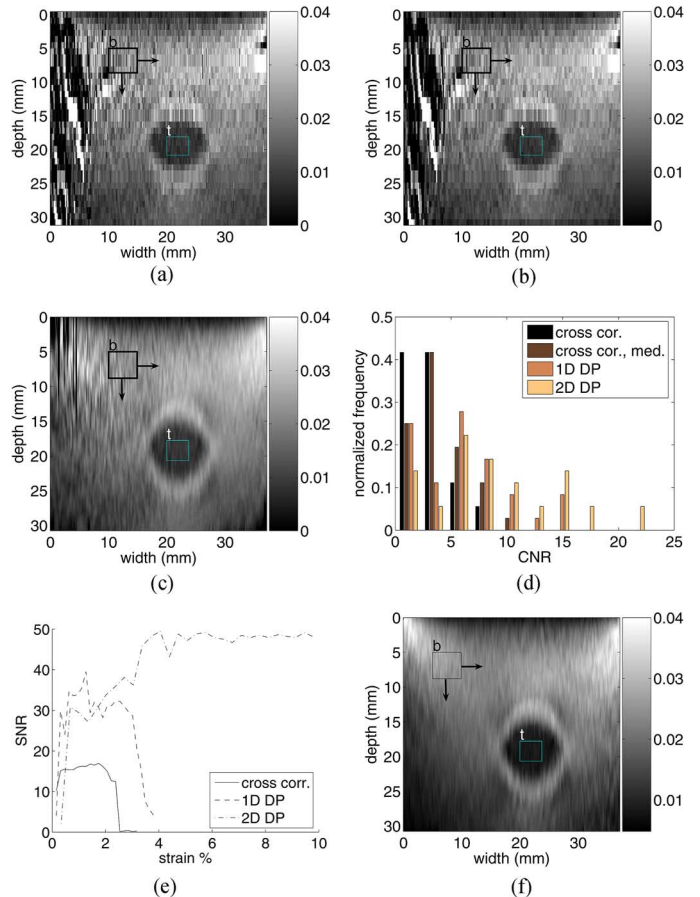 0
5
10
15
20
25
30
depth (mm)
b
t
0 10 20 30
width (mm)
0.04
0.03
0.02
0.01
0
(a)
0
5
10
15
20
25
30
depth (mm)
b
t
0 10 20 30
width (mm)
0.04
0.03
0.02
0.01
0
(b)
0
5
10
15
20
25
30
depth (mm)
b
t
0 10 20 30
width (mm)
0.04
0.03
0.02
0.01
0
(c)
0.5
0.4
0.3
0.2
0.1
0
normalized frequency
cross cor.
cross cor., med.
1D DP
2D DP
0 5 10 15 20 25
CNR
(d)
50
40
30
20
10
0
SNR
cross corr.
1D DP
2D DP
0 2 4 6 8 10
strain %
(e)
0
5
10
15
20
25
30
depth (mm)
b
t
0 10 20 30
width (mm)
0.04
0.03
0.02
0.01
(f)